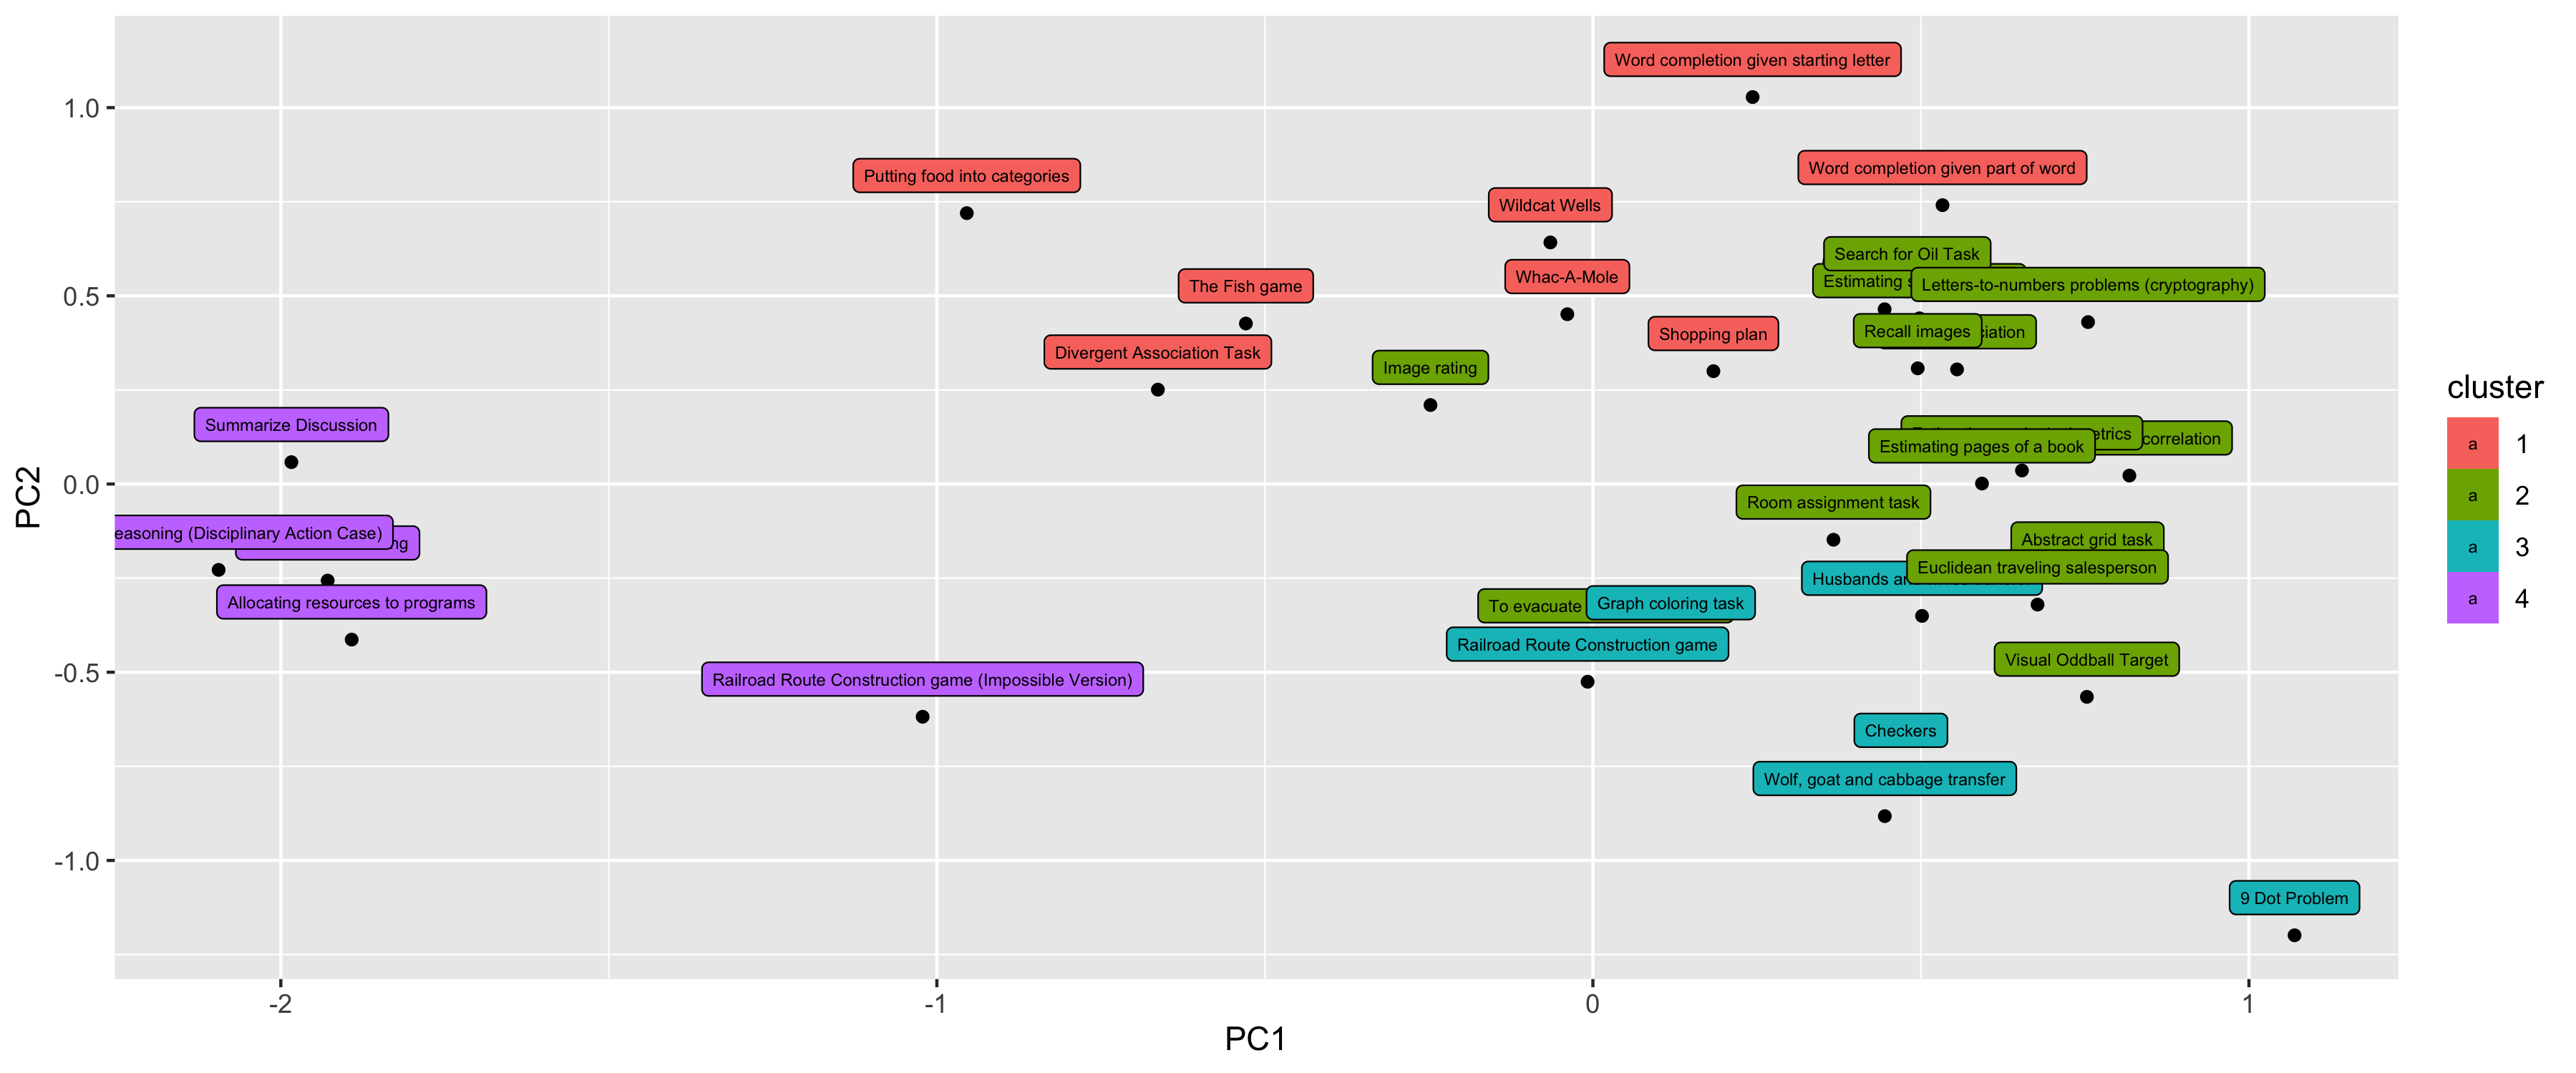 Word completion given starting letter
1.0
Word completion given part of word
Putting food into categories
Wildcat Wells
Search for Oil Task
Whac-A-Mole
Estimating
Letters-to-numbers problems (cryptography)
The Fish game
0.5
Recall images
Shopping plan
Divergent Association Task
Image rating
Summarize Discussion
correlation
Estimating pages of a book
0.0
Room assignment task
(Disciplinary Action Case)
Abstract grid task
Euclidean traveling salesperson
Husbands
Allocating resources to programs
To evacuate
Graph coloring task
Railroad Route Construction game
Visual Oddball Target
-0.5
Railroad Route Construction game (Impossible Version)
Checkers
Wolf, goat and cabbage transfer
-1.0
9 Dot Problem
-2
-1
0
1
PC1
PC2
cluster
a 1
a 2
a 3
a 4